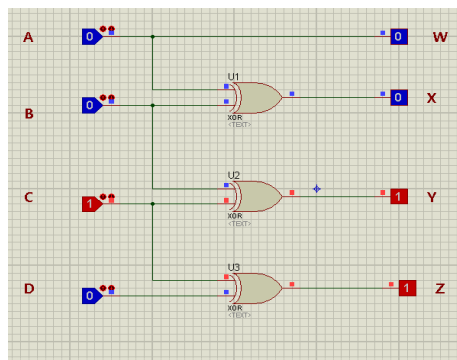 A 0 0 W
U1
B 0 0 X
XOR
<TEXT>
U2
C 1 1 Y
XOR
<TEXT>
U3
D 0 1 Z
XOR
<TEXT>